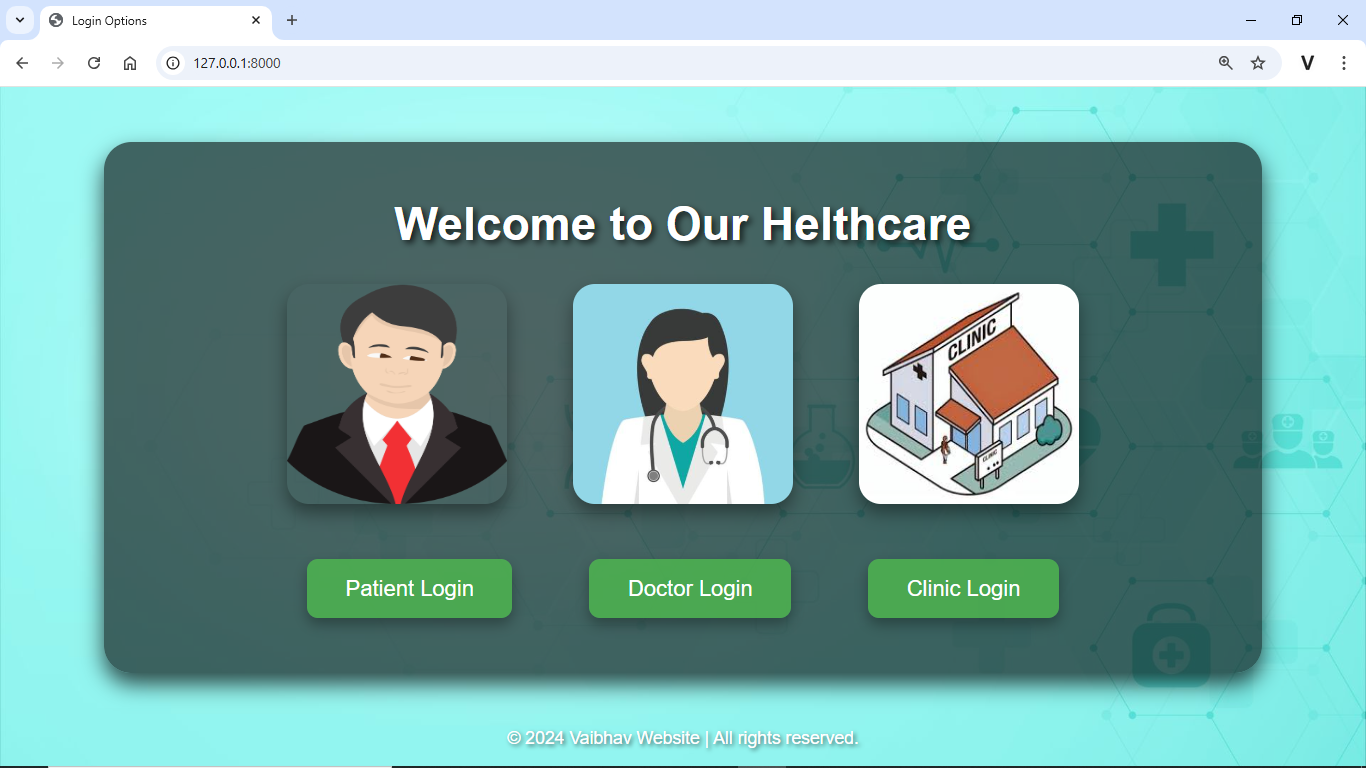 Login Options
127.0.0.1:8000
V
Welcome to Our Helthcare
CLINIC
CLINIC
Patient Login
Doctor Login
Clinic Login
© 2024 Vaibhav Website | All rights reserved.